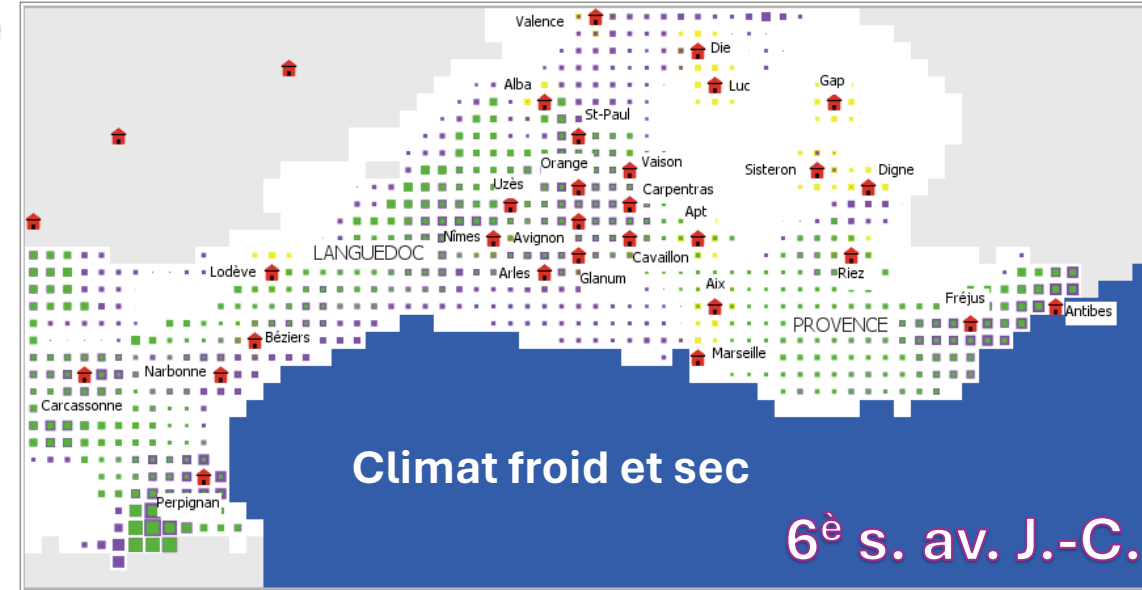 Valence
Die
Alba
Luc
Gap
St-Paul
Orange
Vaison
Sisteron
Digne
Uzès
Carpentras
Apt
Nîmes
Avignon
LANGUEDOC
Cavaillon
Lodève
Arles
Glanum
Riez
Aix
Fréjus
Antibes
PROVENCE
Béziers
Marseille
Narbonne
Carcassonne
Climat froid et sec
Perpignan
6è s. av. J.-C.